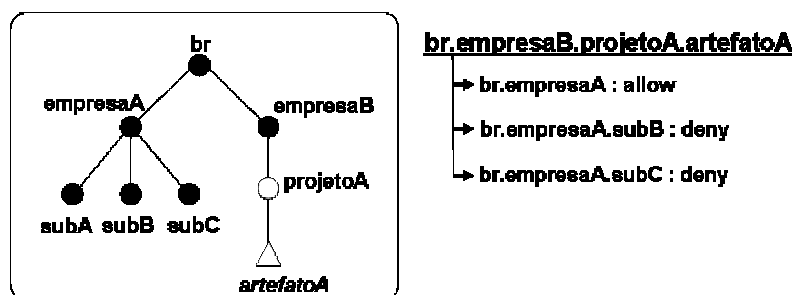 br
empresaA
empresaB
projetoA
subA subB subC
artefatoA
br.empresaB.projetoA.artefatoA
br.empresaA : allow
br.empresaA.subB : deny
br.empresaA.subC : deny